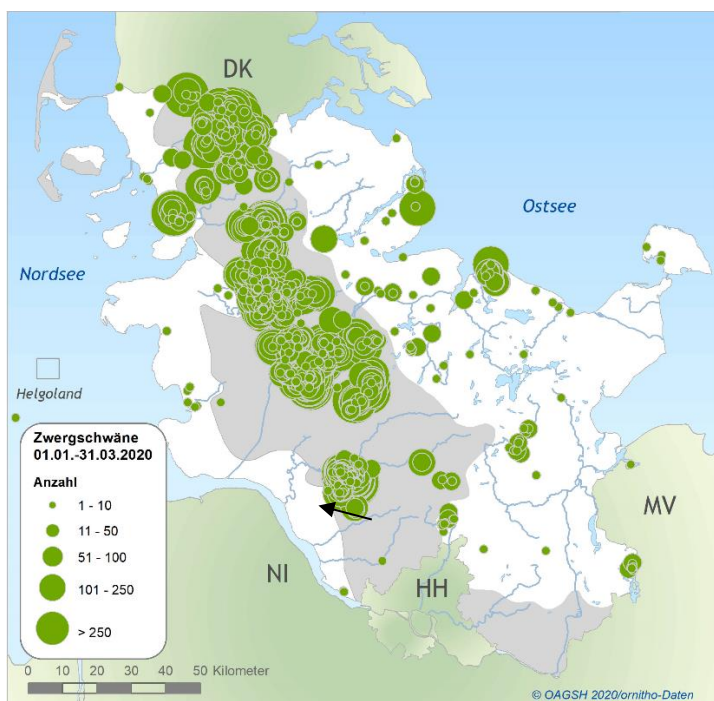 DK
Ostsee
Nordsee
Helgoland
Zwergschwäne
01.01.-31.03.2020
Anzahl
1 - 10
11 - 50
51 - 100
101 - 250
> 250
MV
NI
HH
0 10 20 30 40 50 Kilometer
© OAGSH 2020/ornitho-Daten